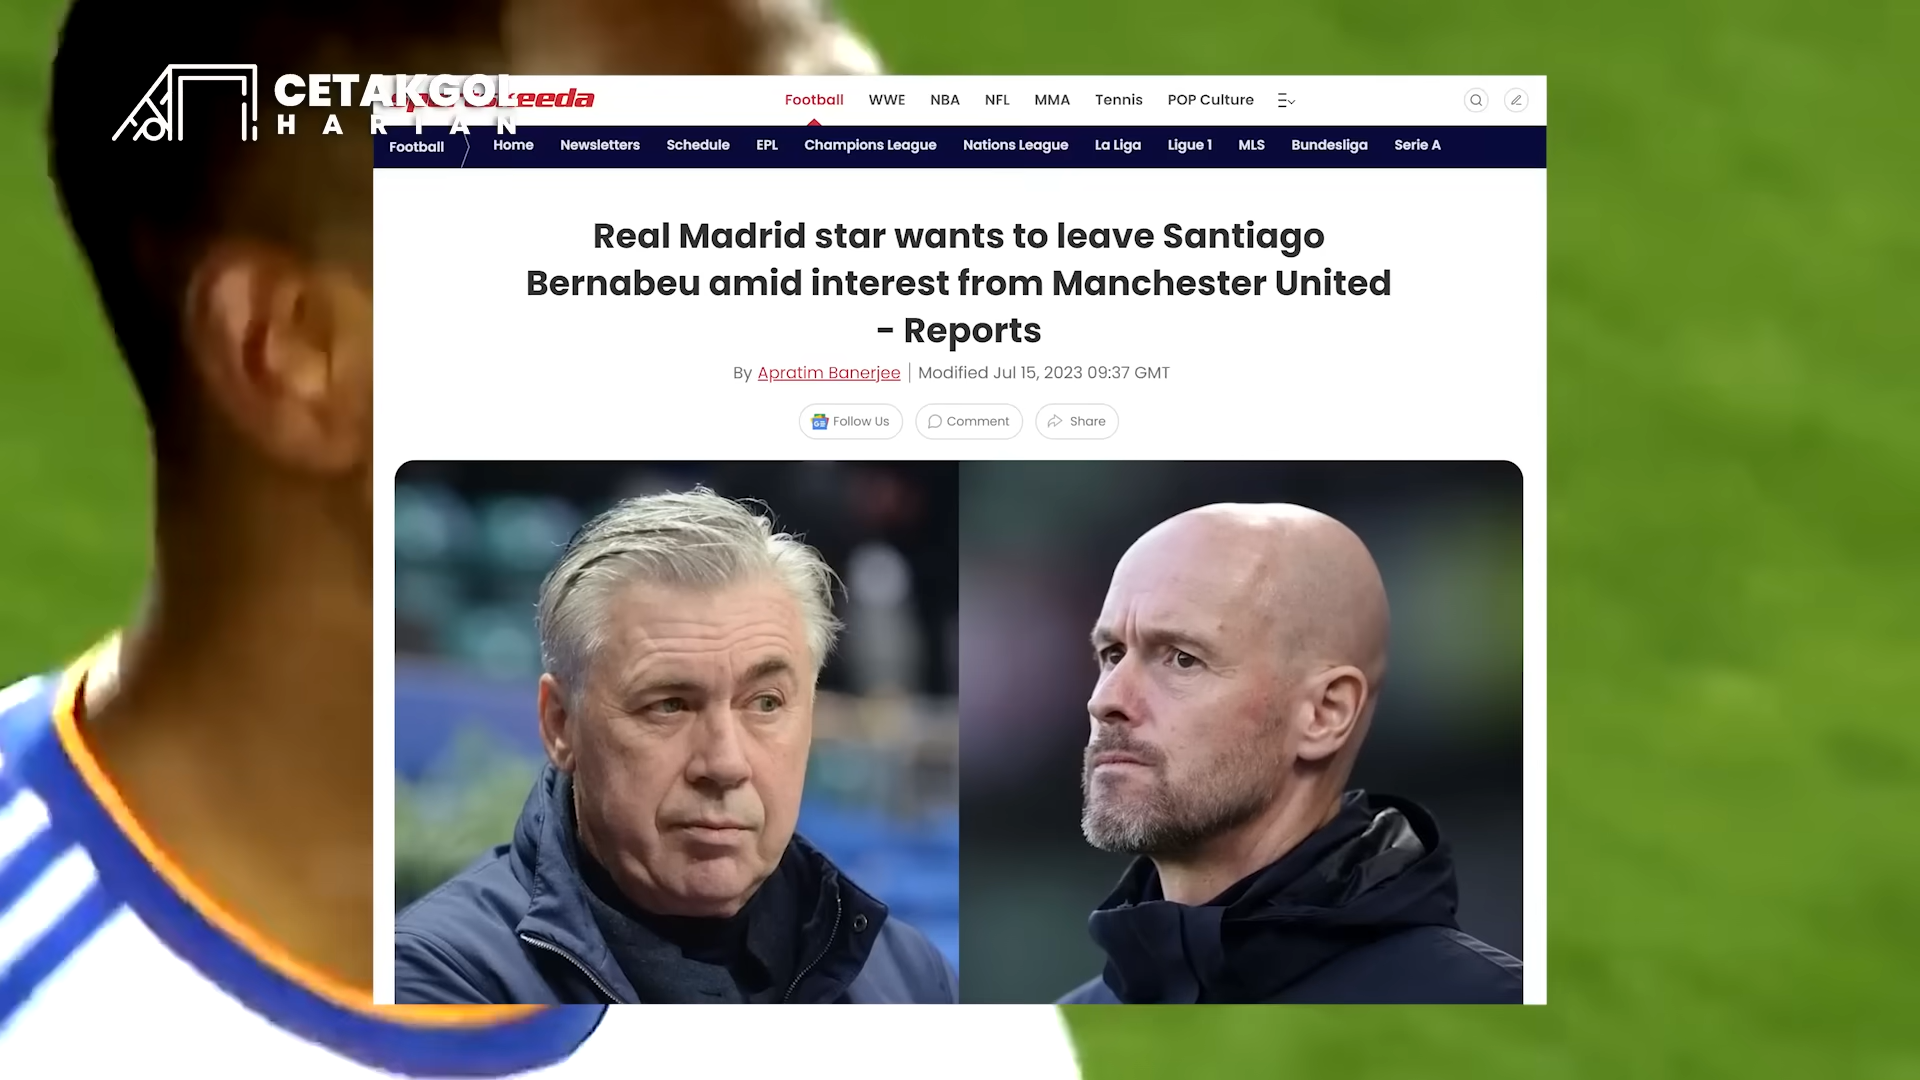 CETAKGOL
HARIAN
Football WWE NBA NFL MMA Tennis POP Culture
Football Home Newsletters Schedule EPL Champions League Nations League La Liga Ligue 1 MLS Bundesliga Serie A
Real Madrid star wants to leave Santiago
Bernabeu amid interest from Manchester United
- Reports
By Apratim Banerjee | Modified Jul 15, 2023 09:37 GMT
Follow Us Comment Share